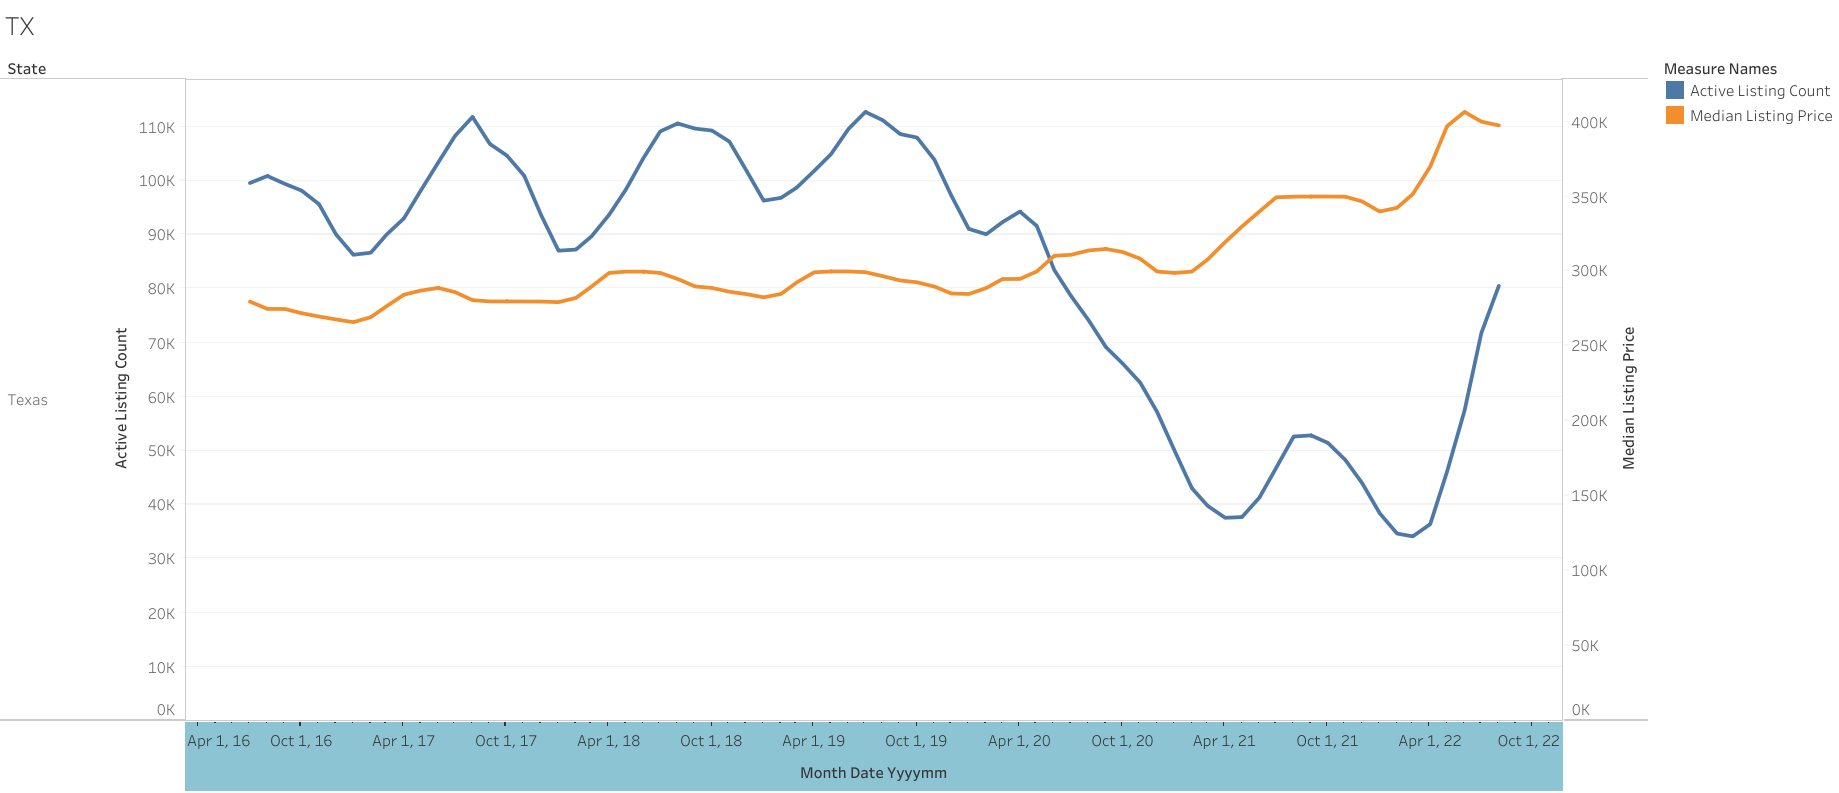 TX
State
Measure Names
Active Listing Count
Median Listing Price
Texas
Active Listing Count
110K
100K
90K
80K
70K
60K
50K
40K
30K
20K
10K
0K
400K
350K
300K
250K
200K
150K
100K
50K
0K
Median Listing Price
Apr 1, 16 Oct 1, 16 Apr 1, 17 Oct 1, 17 Apr 1, 18 Oct 1, 18 Apr 1, 19 Oct 1, 19 Apr 1, 20 Oct 1, 20 Apr 1, 21 Oct 1, 21 Apr 1, 22 Oct 1, 22
Month Date Yyyymm